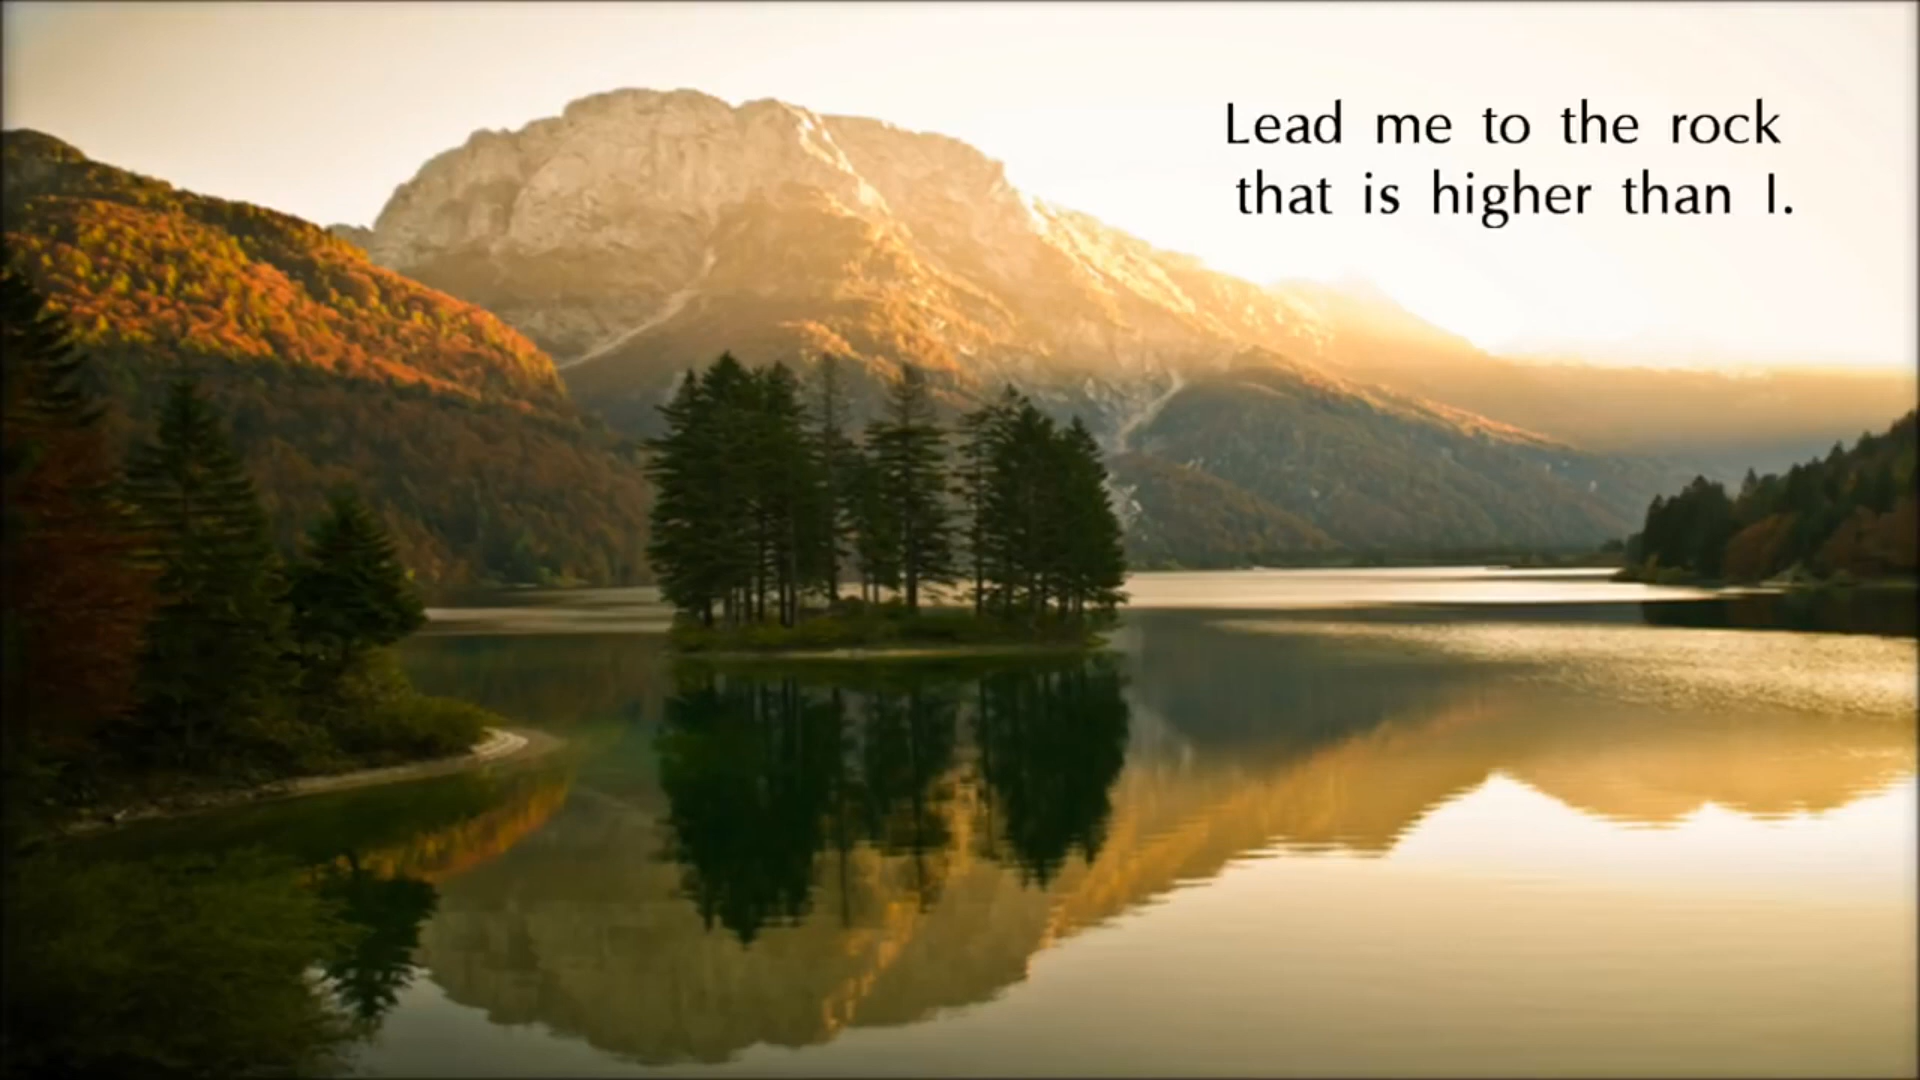 Lead me to the rock
that is higher than I.